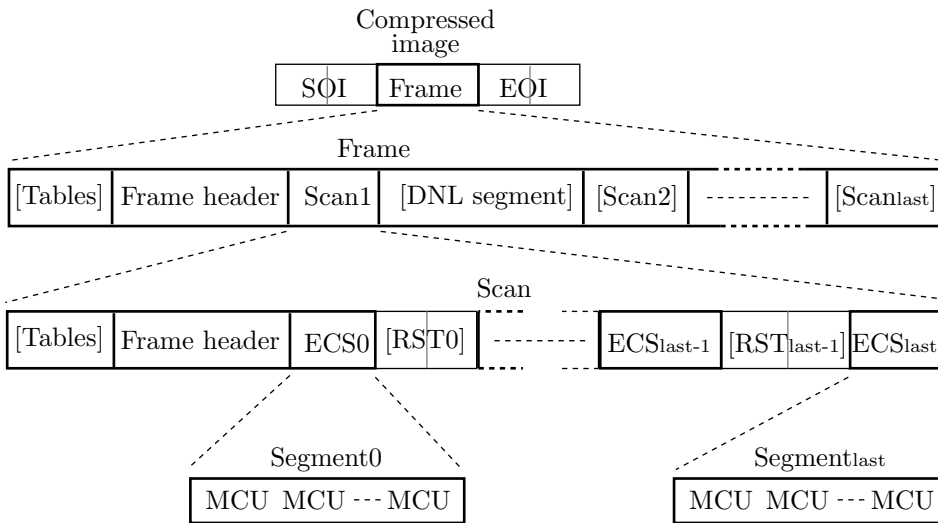 Compressed
image
SOI Frame EOI
Frame
[Tables] Frame header Scan1 [DNL segment] [Scan2] [Scanlast]
Scan
[Tables] Frame header ECS0 [RST0] ECSlast-1 [RSTlast-1] ECSlast
Segment0 Segmentlast
MCU MCU --- MCU MCU MCU --- MCU